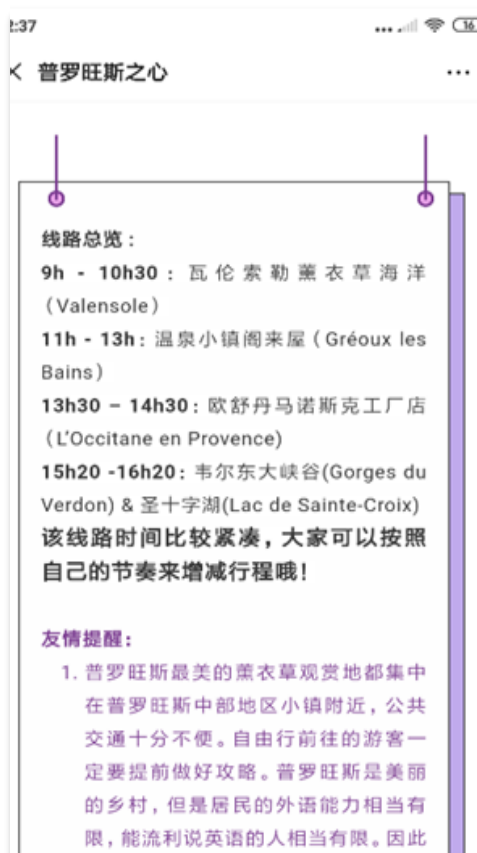 2:37
16
普罗旺斯之心
线路总览：
9h - 10h30 : 瓦伦索勒薰衣草海洋
（Valensole）
11h - 13h: 温泉小镇阁来屋（Gréoux les
Bains）
13h30 – 14h30: 欧舒丹马诺斯克工厂店
（L'Occitane en Provence)
15h20 -16h20: 韦尔东大峡谷(Gorges du
Verdon) & 圣十字湖(Lac de Sainte-Croix)
该线路时间比较紧凑，大家可以按照
自己的节奏来增减行程哦！
友情提醒：
1. 普罗旺斯最美的薰衣草观赏地都集中
在普罗旺斯中部地区小镇附近，公共
交通十分不便。自由行前往的游客一
定要提前做好攻略。普罗旺斯是美丽
的乡村，但是居民的外语能力相当有
限，能流利说英语的人相当有限。因此